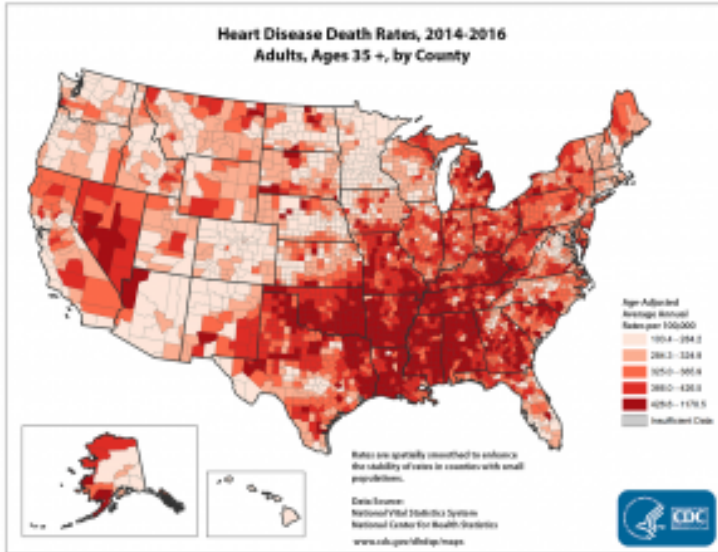 Heart Disease Death Rates, 2014-2016
Adults, Ages 35 +, by County
Age-Adjusted
Average Annual
Rates per 100,000
Insufficient Data
Rates are spatially smoothed to enhance
the stability of rates in counties with small
populations.
Data Source:
National Vital Statistics System
National Center for Health Statistics
www.cdc.gov/dhdsp/maps
CDC